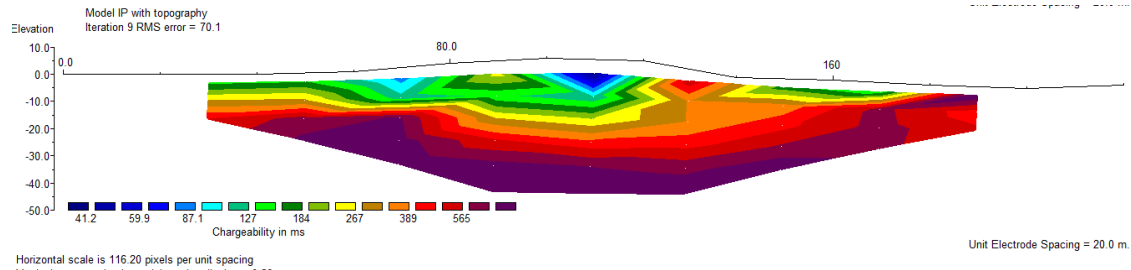 Model IP with topography
Elevation Iteration 9 RMS error = 70.1
10.0
0.0
80.0
0.0
160
-10.0
-20.0
-30.0
-40.0
-50.0
41.2 59.9 87.1 127 184 267 389 565
Chargeability in ms
Unit Electrode Spacing = 20.0 m.
Horizontal scale is 116.20 pixels per unit spacing